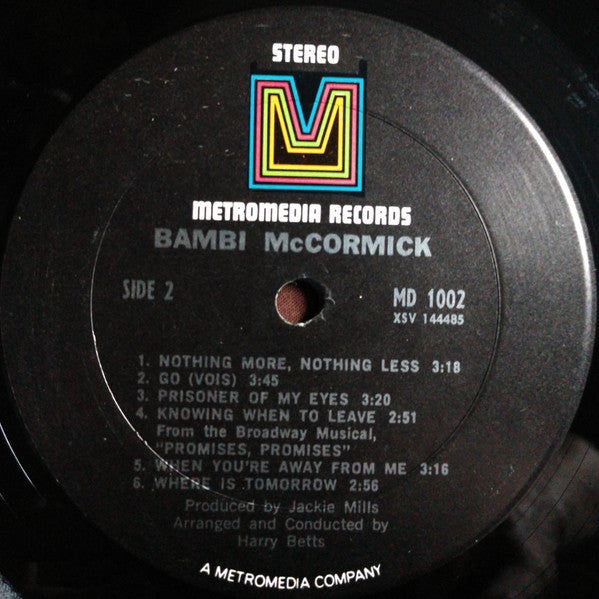 STEREO
M
METROMEDIA RECORDS
BAMBI McCORMICK
SIDE 2
MD 1002
XSV 144485
1. NOTHING MORE, NOTHING LESS 3:18
2. GO (VOIS) 3:45
3. PRISONER OF MY EYES 3:20
4. KNOWING WHEN TO LEAVE 2:51
From the Broadway Musical,
"PROMISES, PROMISES"
5. WHEN YOU'RE AWAY FROM ME 3:16
6. WHERE IS TOMORROW 2:56
Produced by Jackie Mills
Arranged and Conducted by
Harry Betts
A METROMEDIA COMPANY